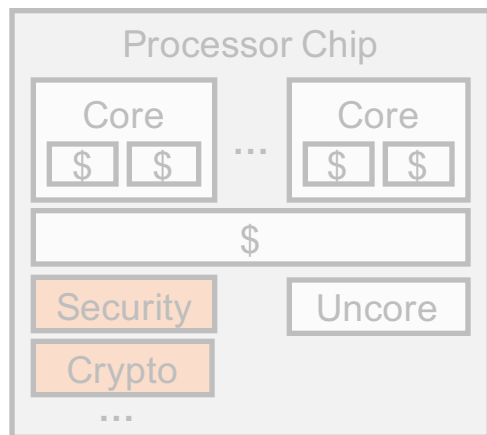 Processor Chip
Core ... Core
$ $ $ $
$
Security Uncore
Crypto
...